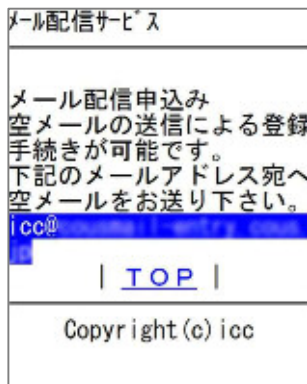 ﾒｰﾙ配信ｻｰﾋﾞｽ
メール配信申込み
空メールの送信による登録
手続きが可能です。
下記のメールアドレス宛へ
空メールをお送り下さい。
icc@
| TOP |
Copyright(c)icc